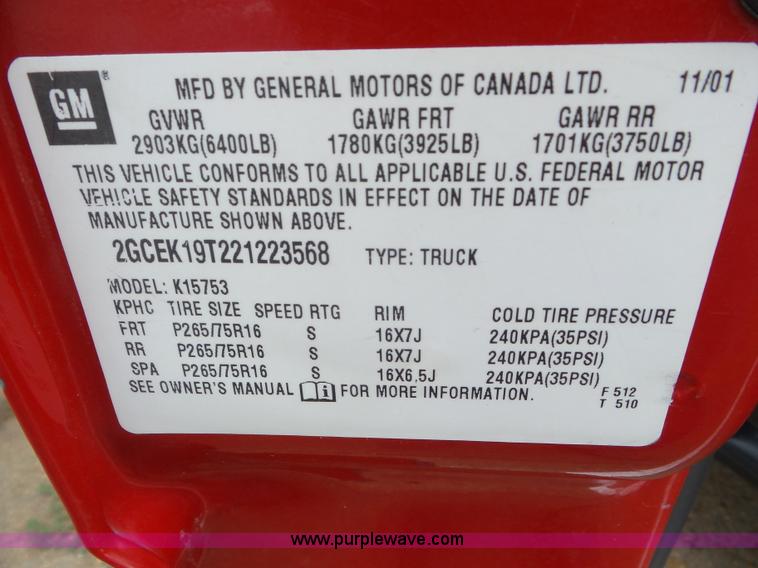 GM ® MFD BY GENERAL MOTORS OF CANADA LTD. 11/01
GVWR GAWR FRT GAWR RR
2903KG(6400LB) 1780KG(3925LB) 1701KG(3750LB)
THIS VEHICLE CONFORMS TO ALL APPLICABLE U.S. FEDERAL MOTOR
VEHICLE SAFETY STANDARDS IN EFFECT ON THE DATE OF
MANUFACTURE SHOWN ABOVE.
2GCEK19T221223568 TYPE: TRUCK
MODEL: K15753
KPHC TIRE SIZE SPEED RTG RIM COLD TIRE PRESSURE
FRT P265/75R16 S 16X7J 240KPA(35PSI)
RR P265/75R16 S 16X7J 240KPA(35PSI)
SPA P265/75R16 S 16X6.5J 240KPA(35PSI)
SEE OWNER'S MANUAL FOR MORE INFORMATION. F 512
T 510
www.purplewave.com